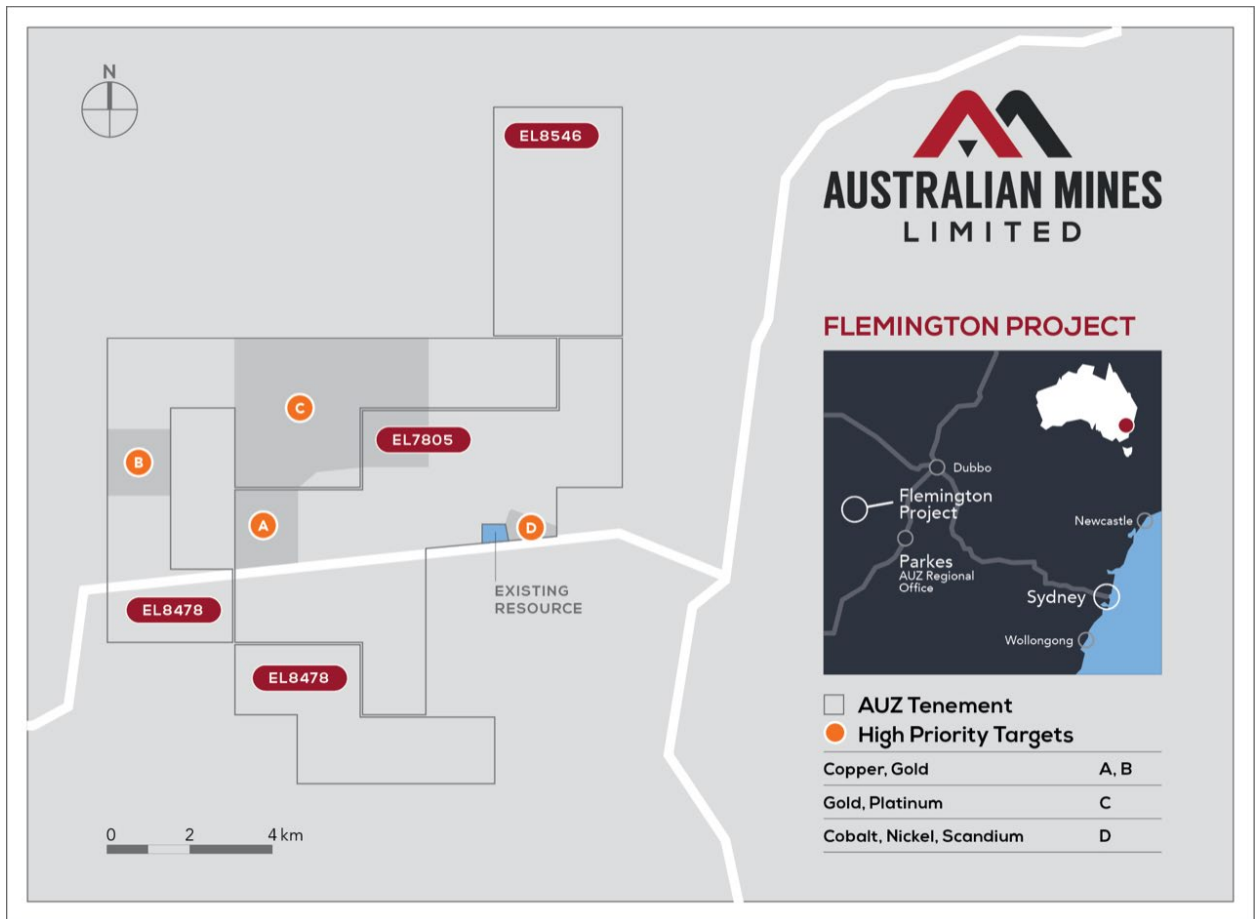 N
EL8546
C
EL7805
B
A
D
EXISTING
RESOURCE
EL8478
EL8478
0 2 4 km
AUSTRALIAN MINES
LIMITED
FLEMINGTON PROJECT
Dubbo
Flemington
Project
Newcastle
Parkes
AUZ Regional
Office
Sydney
Wollongong
AUZ Tenement
High Priority Targets
Copper, Gold A, B
Gold, Platinum C
Cobalt, Nickel, Scandium D